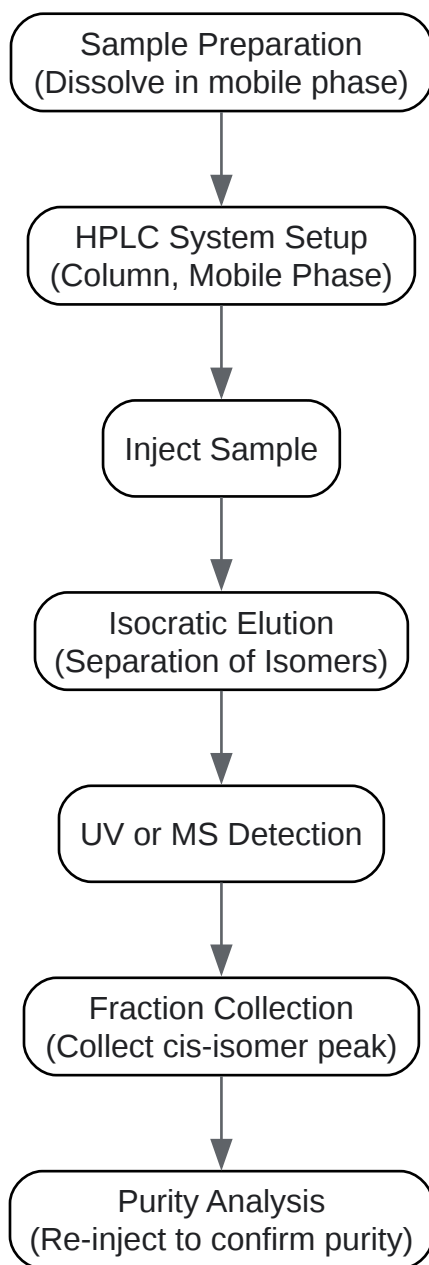 Sample Preparation
(Dissolve in mobile phase)
HPLC System Setup
(Column, Mobile Phase)
Inject Sample
Isocratic Elution
(Separation of Isomers)
UV or MS Detection
Fraction Collection
(Collect cis-isomer peak)
Purity Analysis
(Re-inject to confirm purity)